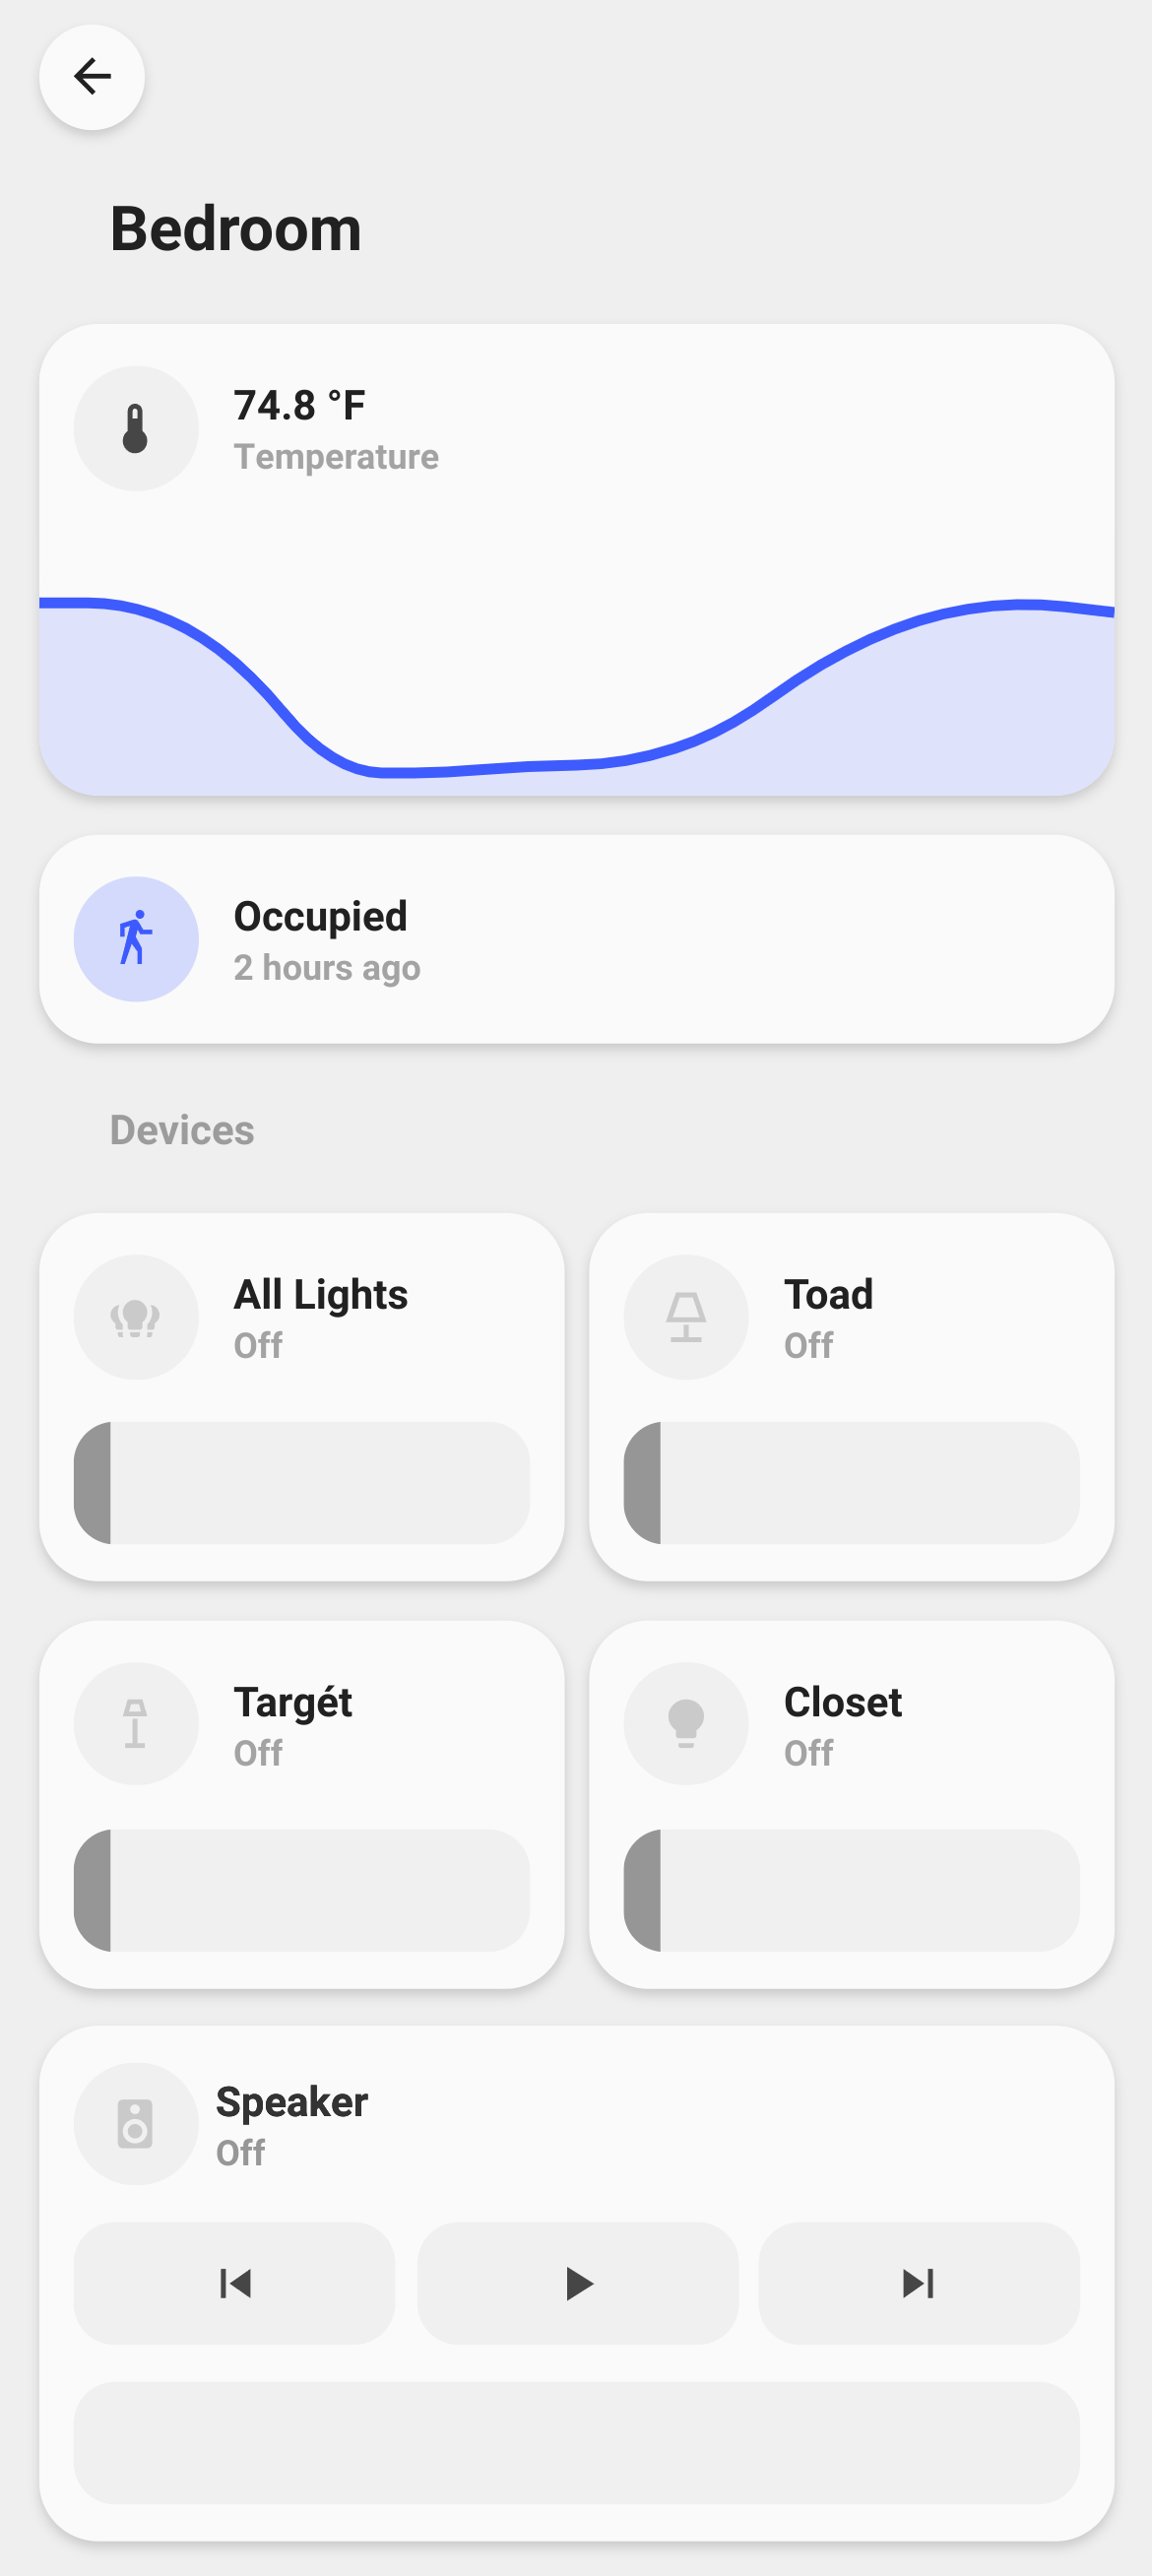 Bedroom
74.8 °F
Temperature
Occupied
2 hours ago
Devices
All Lights
Off
Toad
Off
Targét
Off
Closet
Off
Speaker
Off